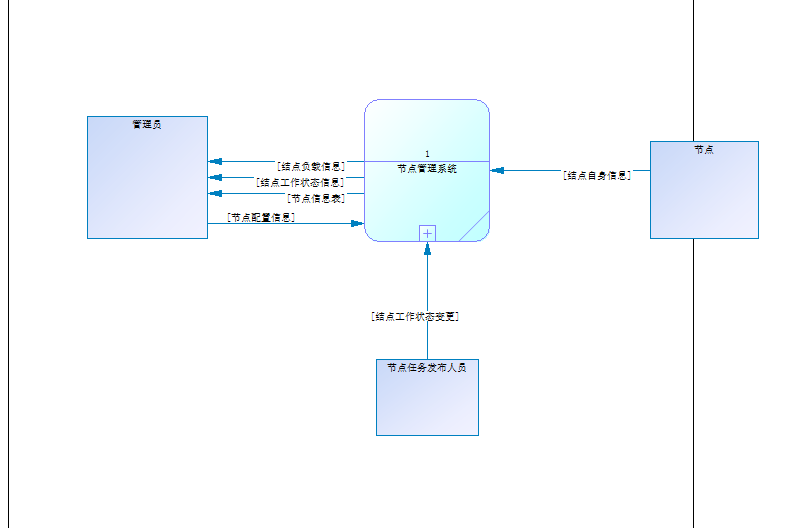 管理员
1
节点管理系统
节点
[结点负载信息]
[结点工作状态信息]
[节点信息表]
[节点配置信息]
[结点自身信息]
[结点工作状态变更]
节点任务发布人员